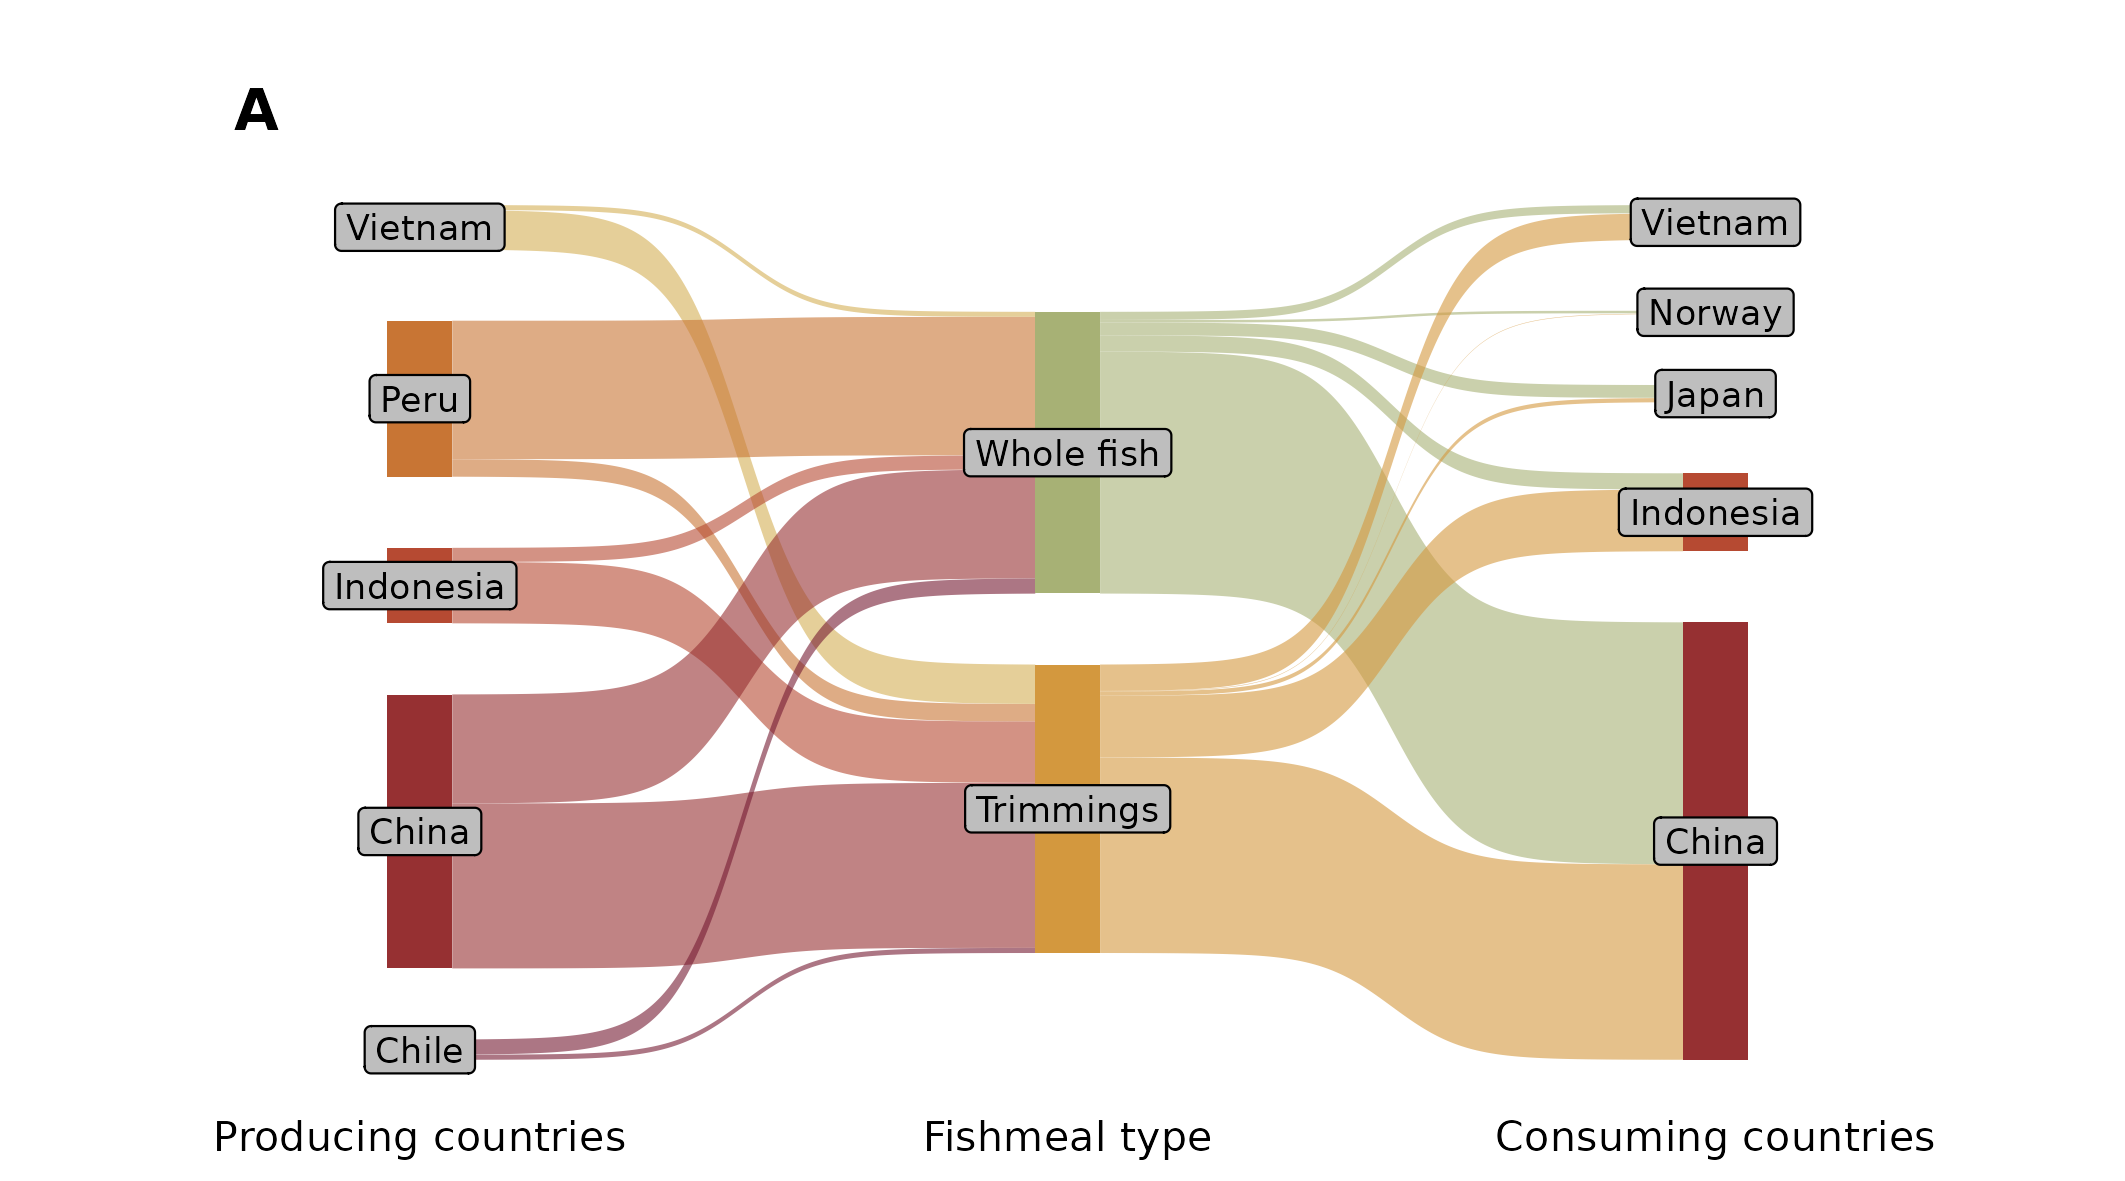 A
Vietnam
Peru
Indonesia
China
Chile
Whole fish
Trimmings
Vietnam
Norway
Japan
Indonesia
China
Producing countries
Fishmeal type
Consuming countries